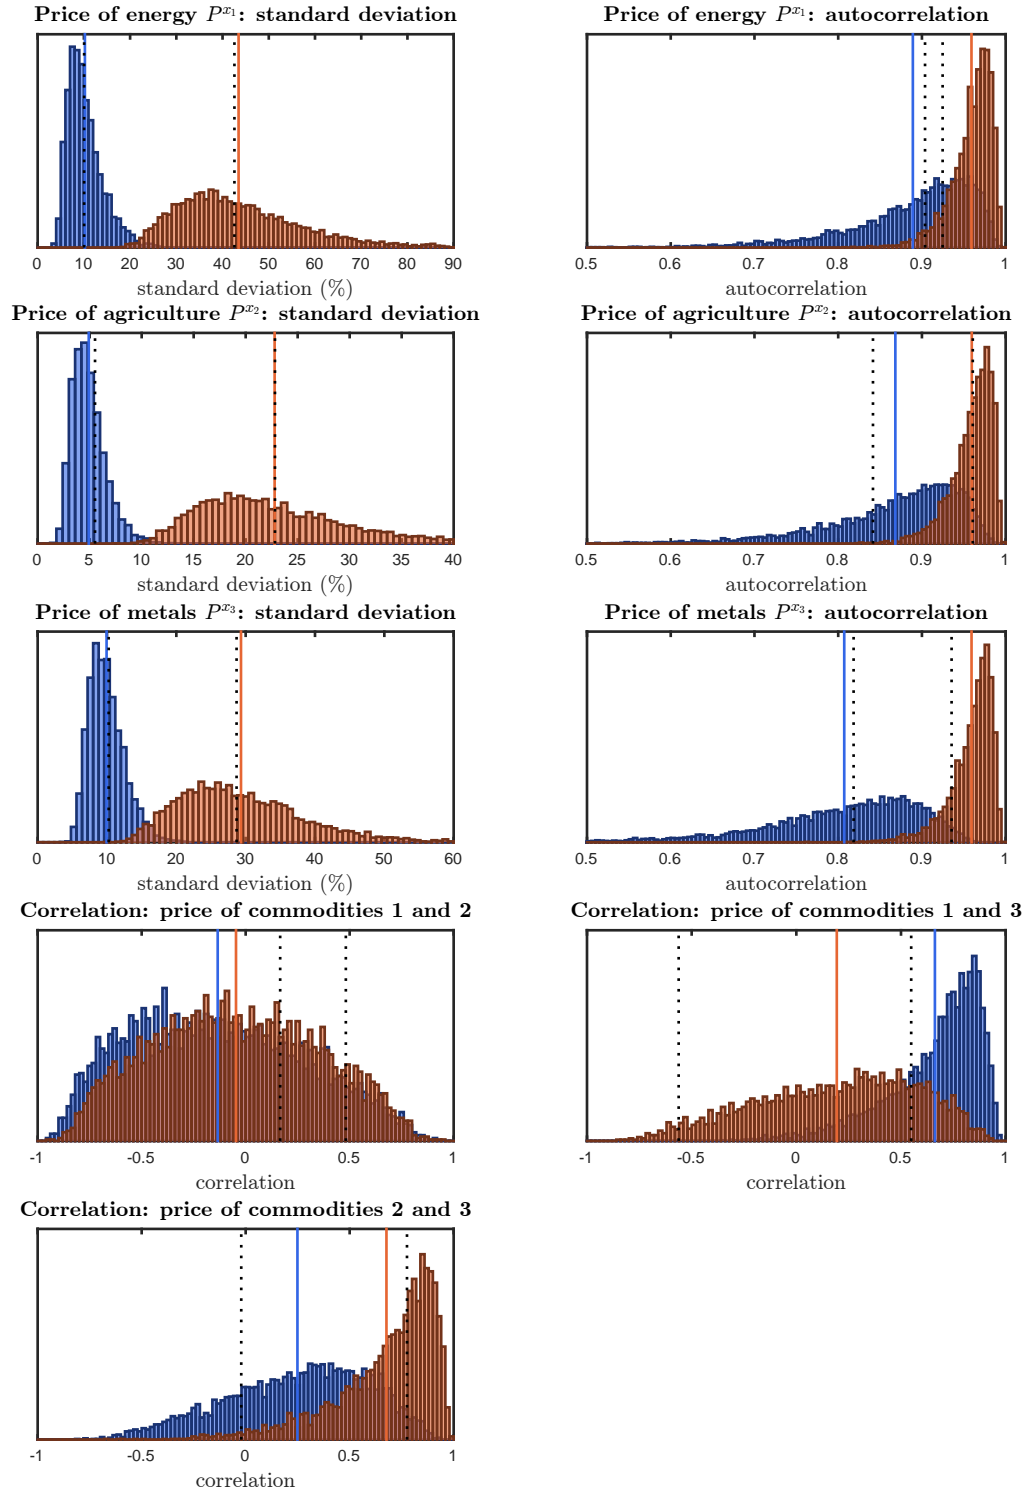 Price of energy P^{x_1}: standard deviation
0 10 20 30 40 50 60 70 80 90
standard deviation (%)
Price of energy P^{x_1}: autocorrelation
0.5 0.6 0.7 0.8 0.9 1
autocorrelation
Price of agriculture P^{x_2}: standard deviation
0 5 10 15 20 25 30 35 40
standard deviation (%)
Price of agriculture P^{x_2}: autocorrelation
0.5 0.6 0.7 0.8 0.9 1
autocorrelation
Price of metals P^{x_3}: standard deviation
0 10 20 30 40 50 60
standard deviation (%)
Price of metals P^{x_3}: autocorrelation
0.5 0.6 0.7 0.8 0.9 1
autocorrelation
Correlation: price of commodities 1 and 2
-1 -0.5 0 0.5 1
correlation
Correlation: price of commodities 1 and 3
-1 -0.5 0 0.5 1
correlation
Correlation: price of commodities 2 and 3
-1 -0.5 0 0.5 1
correlation